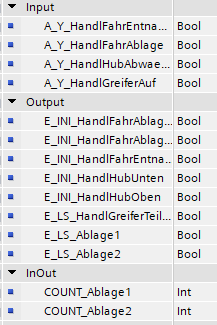 Input
A_Y_HandlFahrEntna... Bool
A_Y_HandlFahrAblage Bool
A_Y_HandlHubAbwae... Bool
A_Y_HandlGreiferAuf Bool
Output
E_INI_HandlFahrAblag... Bool
E_INI_HandlFahrAblag... Bool
E_INI_HandlFahrEntna... Bool
E_INI_HandlHubUnten Bool
E_INI_HandlHubOben Bool
E_LS_HandlGreiferTeil... Bool
E_LS_Ablage1 Bool
E_LS_Ablage2 Bool
InOut
COUNT_Ablage1 Int
COUNT_Ablage2 Int